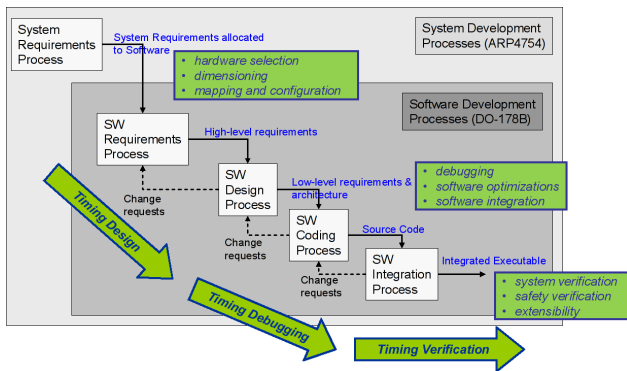 System
Requirements
Process
System Requirements allocated
to Software
System Development
Processes (ARP4754)
• hardware selection
• dimensioning
• mapping and configuration
Software Development
Processes (DO-178B)
SW
Requirements
Process
High-level requirements
SW
Design
Process
Change
requests
Low-level requirements &
architecture
• debugging
• software optimizations
• software integration
SW
Coding
Process
Change
requests
Source Code
SW
Integration
Process
Change
requests
Integrated Executable
• system verification
• safety verification
• extensibility
Timing Design
Timing Debugging
Timing Verification